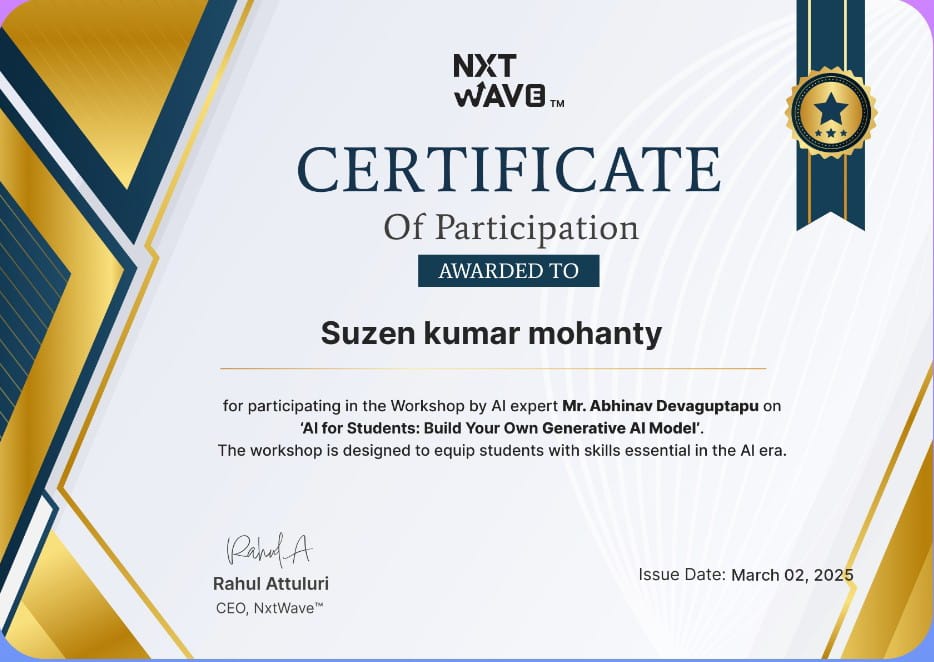 NXT
WAVE™
CERTIFICATE
Of Participation
AWARDED TO
Suzen kumar mohanty
for participating in the Workshop by AI expert Mr. Abhinav Devaguptapu on
‘AI for Students: Build Your Own Generative AI Model’.
The workshop is designed to equip students with skills essential in the AI era.
Rahul A
Rahul Attuluri
CEO, NxtWave™
Issue Date: March 02, 2025